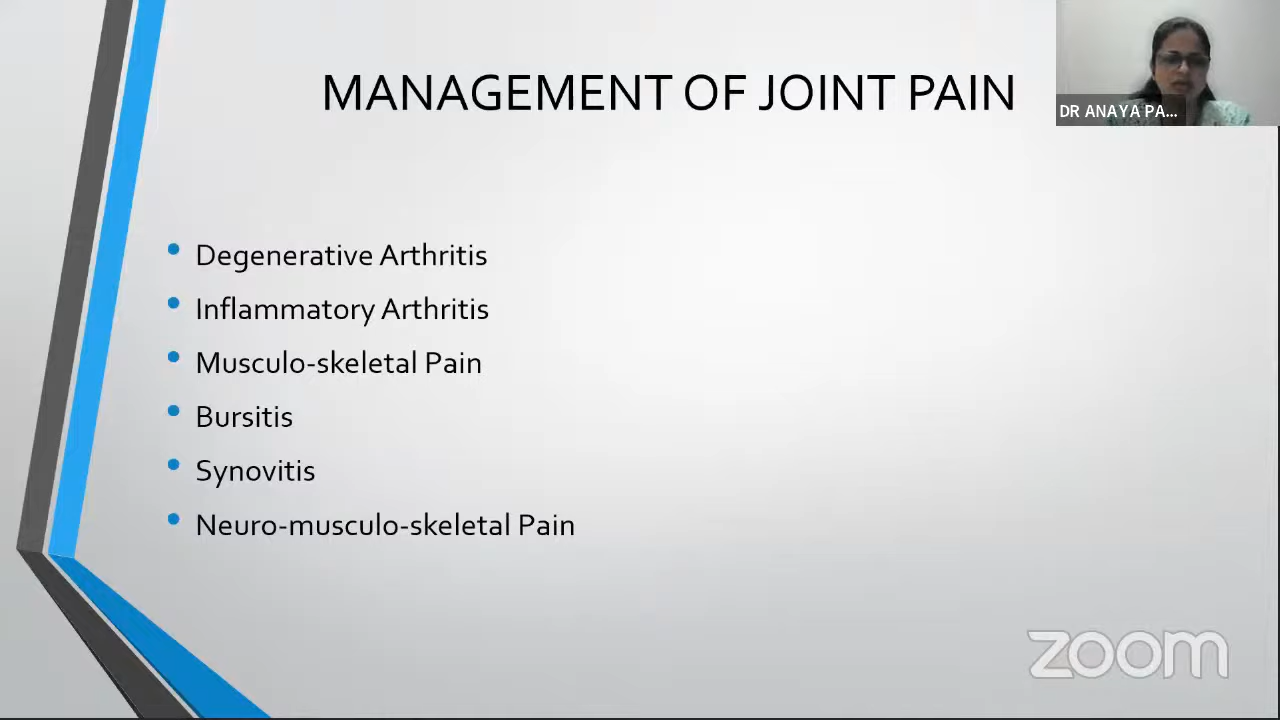 MANAGEMENT OF JOINT PAIN
DR ANAYA PA...
Degenerative Arthritis
Inflammatory Arthritis
Musculo-skeletal Pain
Bursitis
Synovitis
Neuro-musculo-skeletal Pain
zoom